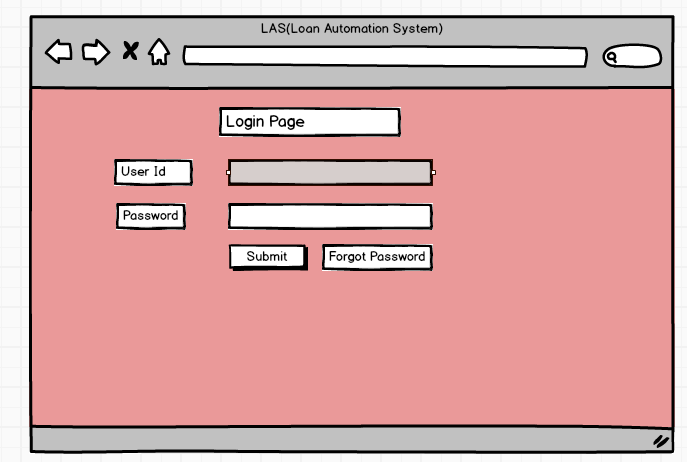 LAS(Loan Automation System)
Login Page
User Id
Password
Submit
Forgot Password